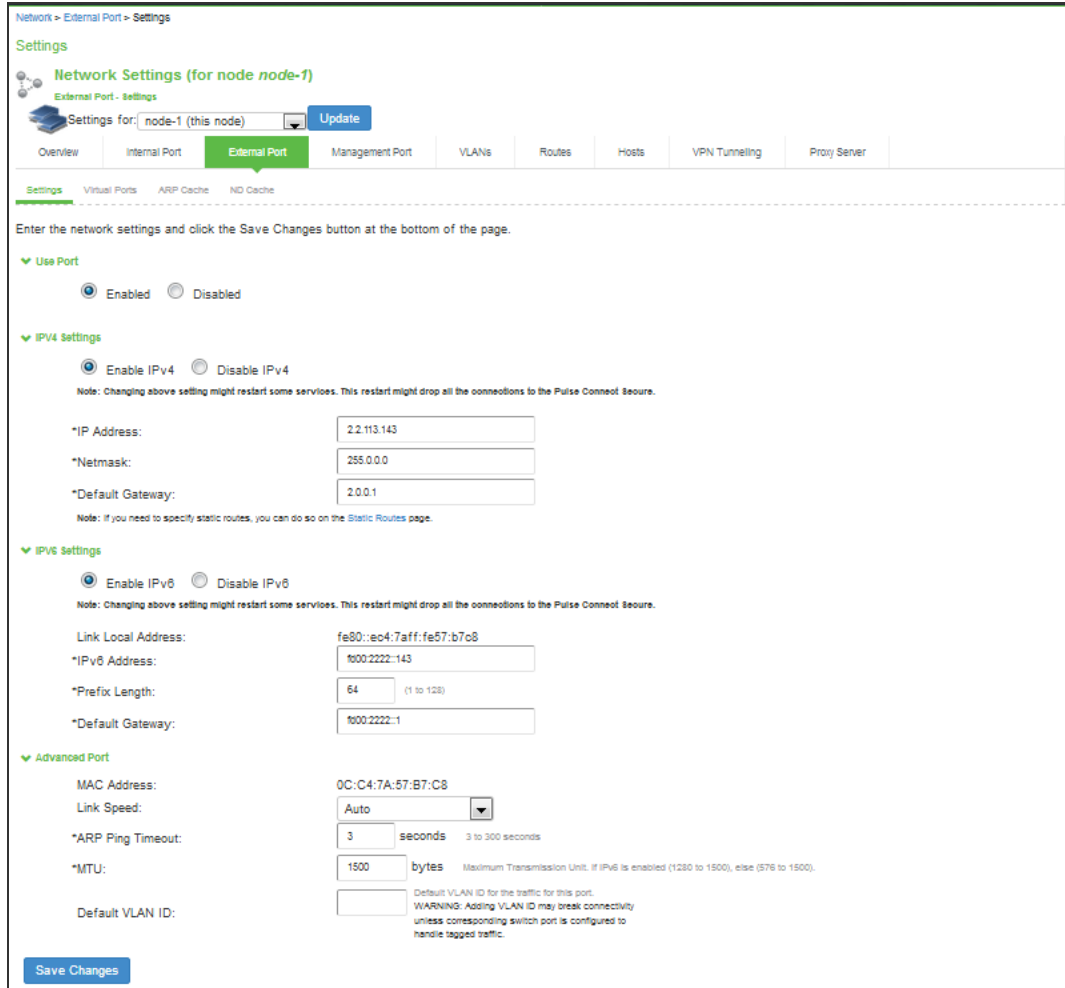 Network > External Port > Settings
Settings
Network Settings (for node node-1)
External Port - Settings
Settings for: node-1 (this node) Update
Overview Internal Port External Port Management Port VLANs Routes Hosts VPN Tunneling Proxy Server
Settings Virtual Ports ARP Cache ND Cache
Enter the network settings and click the Save Changes button at the bottom of the page.
Use Port
Enabled Disabled
IPV4 Settings
Enable IPv4 Disable IPv4
Note: Changing above setting might restart some services. This restart might drop all the connections to the Pulse Connect Secure.
*IP Address: 2.2.113.143
*Netmask: 255.0.0.0
*Default Gateway: 2.0.0.1
Note: If you need to specify static routes, you can do so on the Static Routes page.
IPV6 Settings
Enable IPv6 Disable IPv6
Note: Changing above setting might restart some services. This restart might drop all the connections to the Pulse Connect Secure.
Link Local Address: fe80::ec4:7aff:fe57:b7c8
*IPv6 Address: fd00:2222::143
*Prefix Length: 64 (1 to 128)
*Default Gateway: fd00:2222::1
Advanced Port
MAC Address: 0C:C4:7A:57:B7:C8
Link Speed: Auto
*ARP Ping Timeout: 3 seconds 3 to 300 seconds
*MTU: 1500 bytes Maximum Transmission Unit. If IPv6 is enabled (1280 to 1500), else (576 to 1500).
Default VLAN ID:
Default VLAN ID for the traffic for this port.
WARNING: Adding VLAN ID may break connectivity
unless corresponding switch port is configured to
handle tagged traffic.
Save Changes